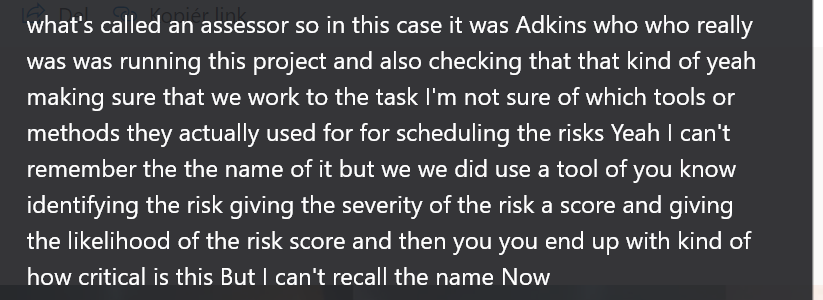 Del Kopiér link
what's called an assessor so in this case it was Adkins who who really
was was running this project and also checking that that kind of yeah
making sure that we work to the task I'm not sure of which tools or
methods they actually used for for scheduling the risks Yeah I can't
remember the the name of it but we we did use a tool of you know
identifying the risk giving the severity of the risk a score and giving
the likelihood of the risk score and then you you end up with kind of
how critical is this But I can't recall the name Now